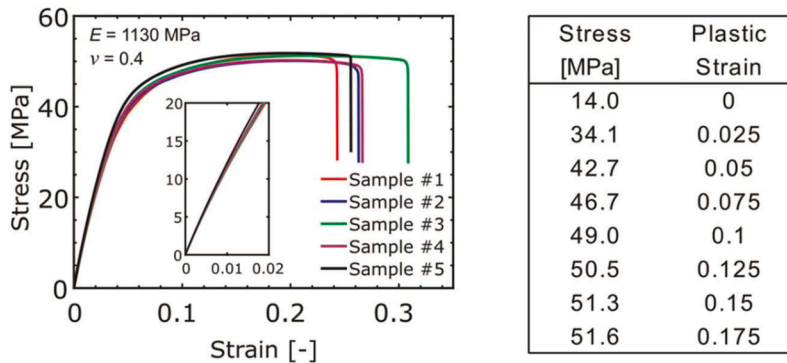 60
40
20
0
Stress [MPa]
E = 1130 MPa
ν = 0.4
20
15
10
5
0
0 0.01 0.02
Sample #1
Sample #2
Sample #3
Sample #4
Sample #5
0 0.1 0.2 0.3
Strain [-]
Stress Plastic
[MPa] Strain
14.0 0
34.1 0.025
42.7 0.05
46.7 0.075
49.0 0.1
50.5 0.125
51.3 0.15
51.6 0.175